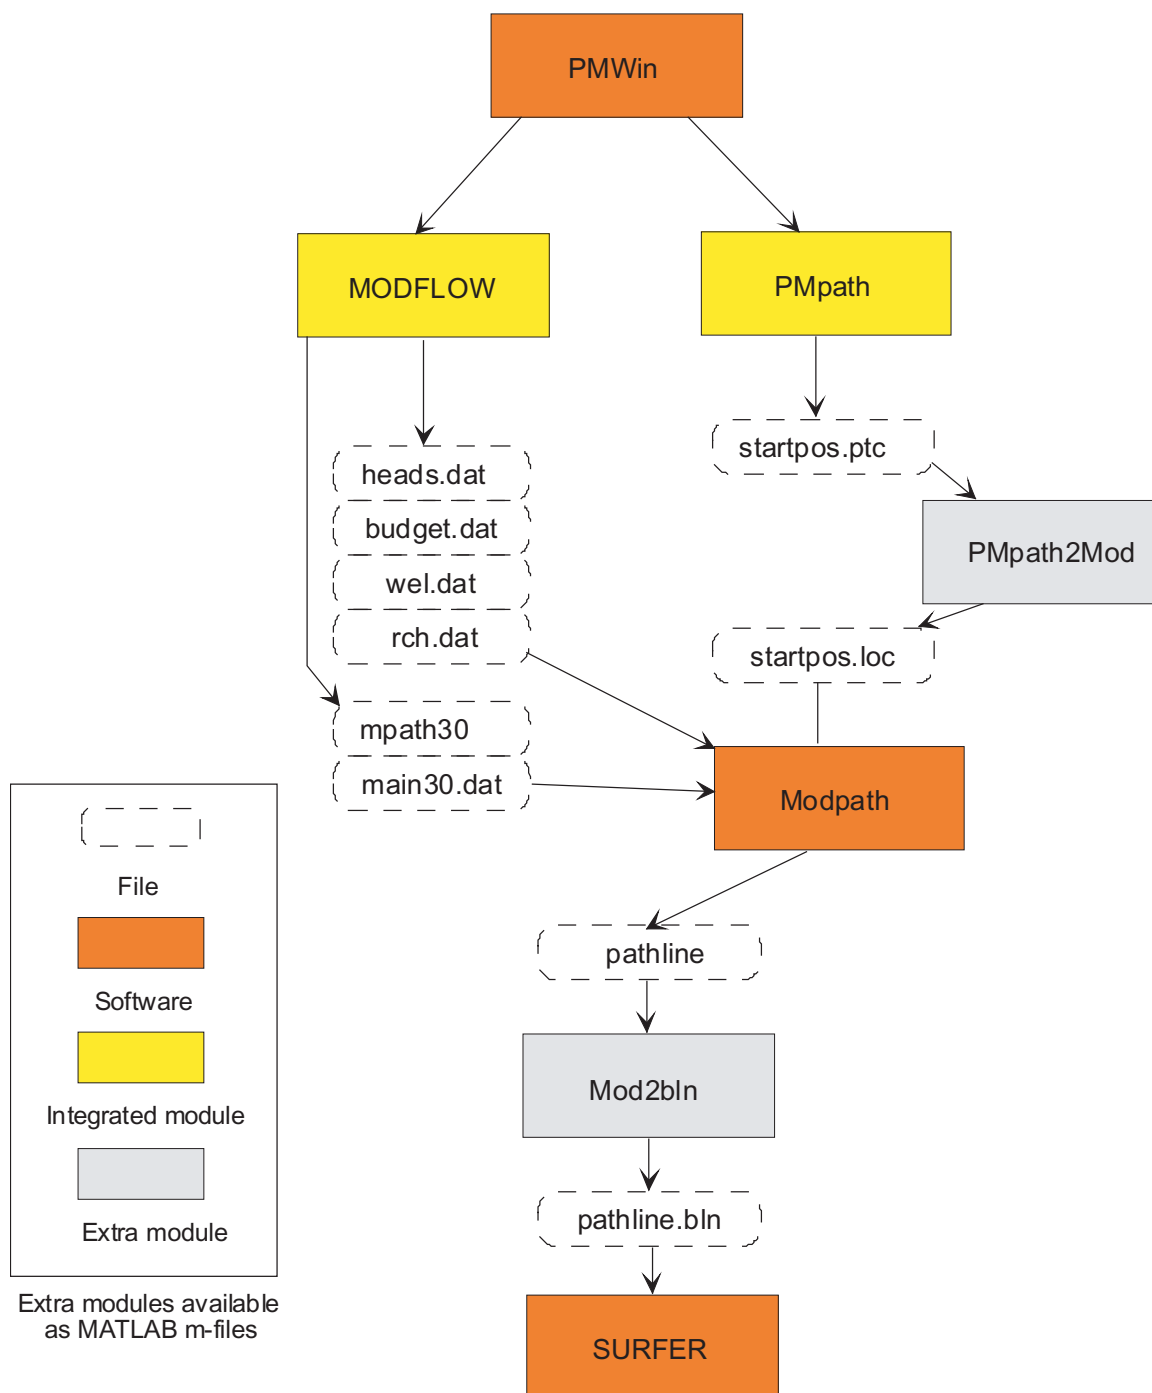 PMWin
MODFLOW
PMpath
heads.dat
budget.dat
wel.dat
rch.dat
mpath30
main30.dat
startpos.ptc
PMpath2Mod
startpos.loc
Modpath
pathline
Mod2bln
pathline.bln
SURFER
File
Software
Integrated module
Extra module
Extra modules available
as MATLAB m-files